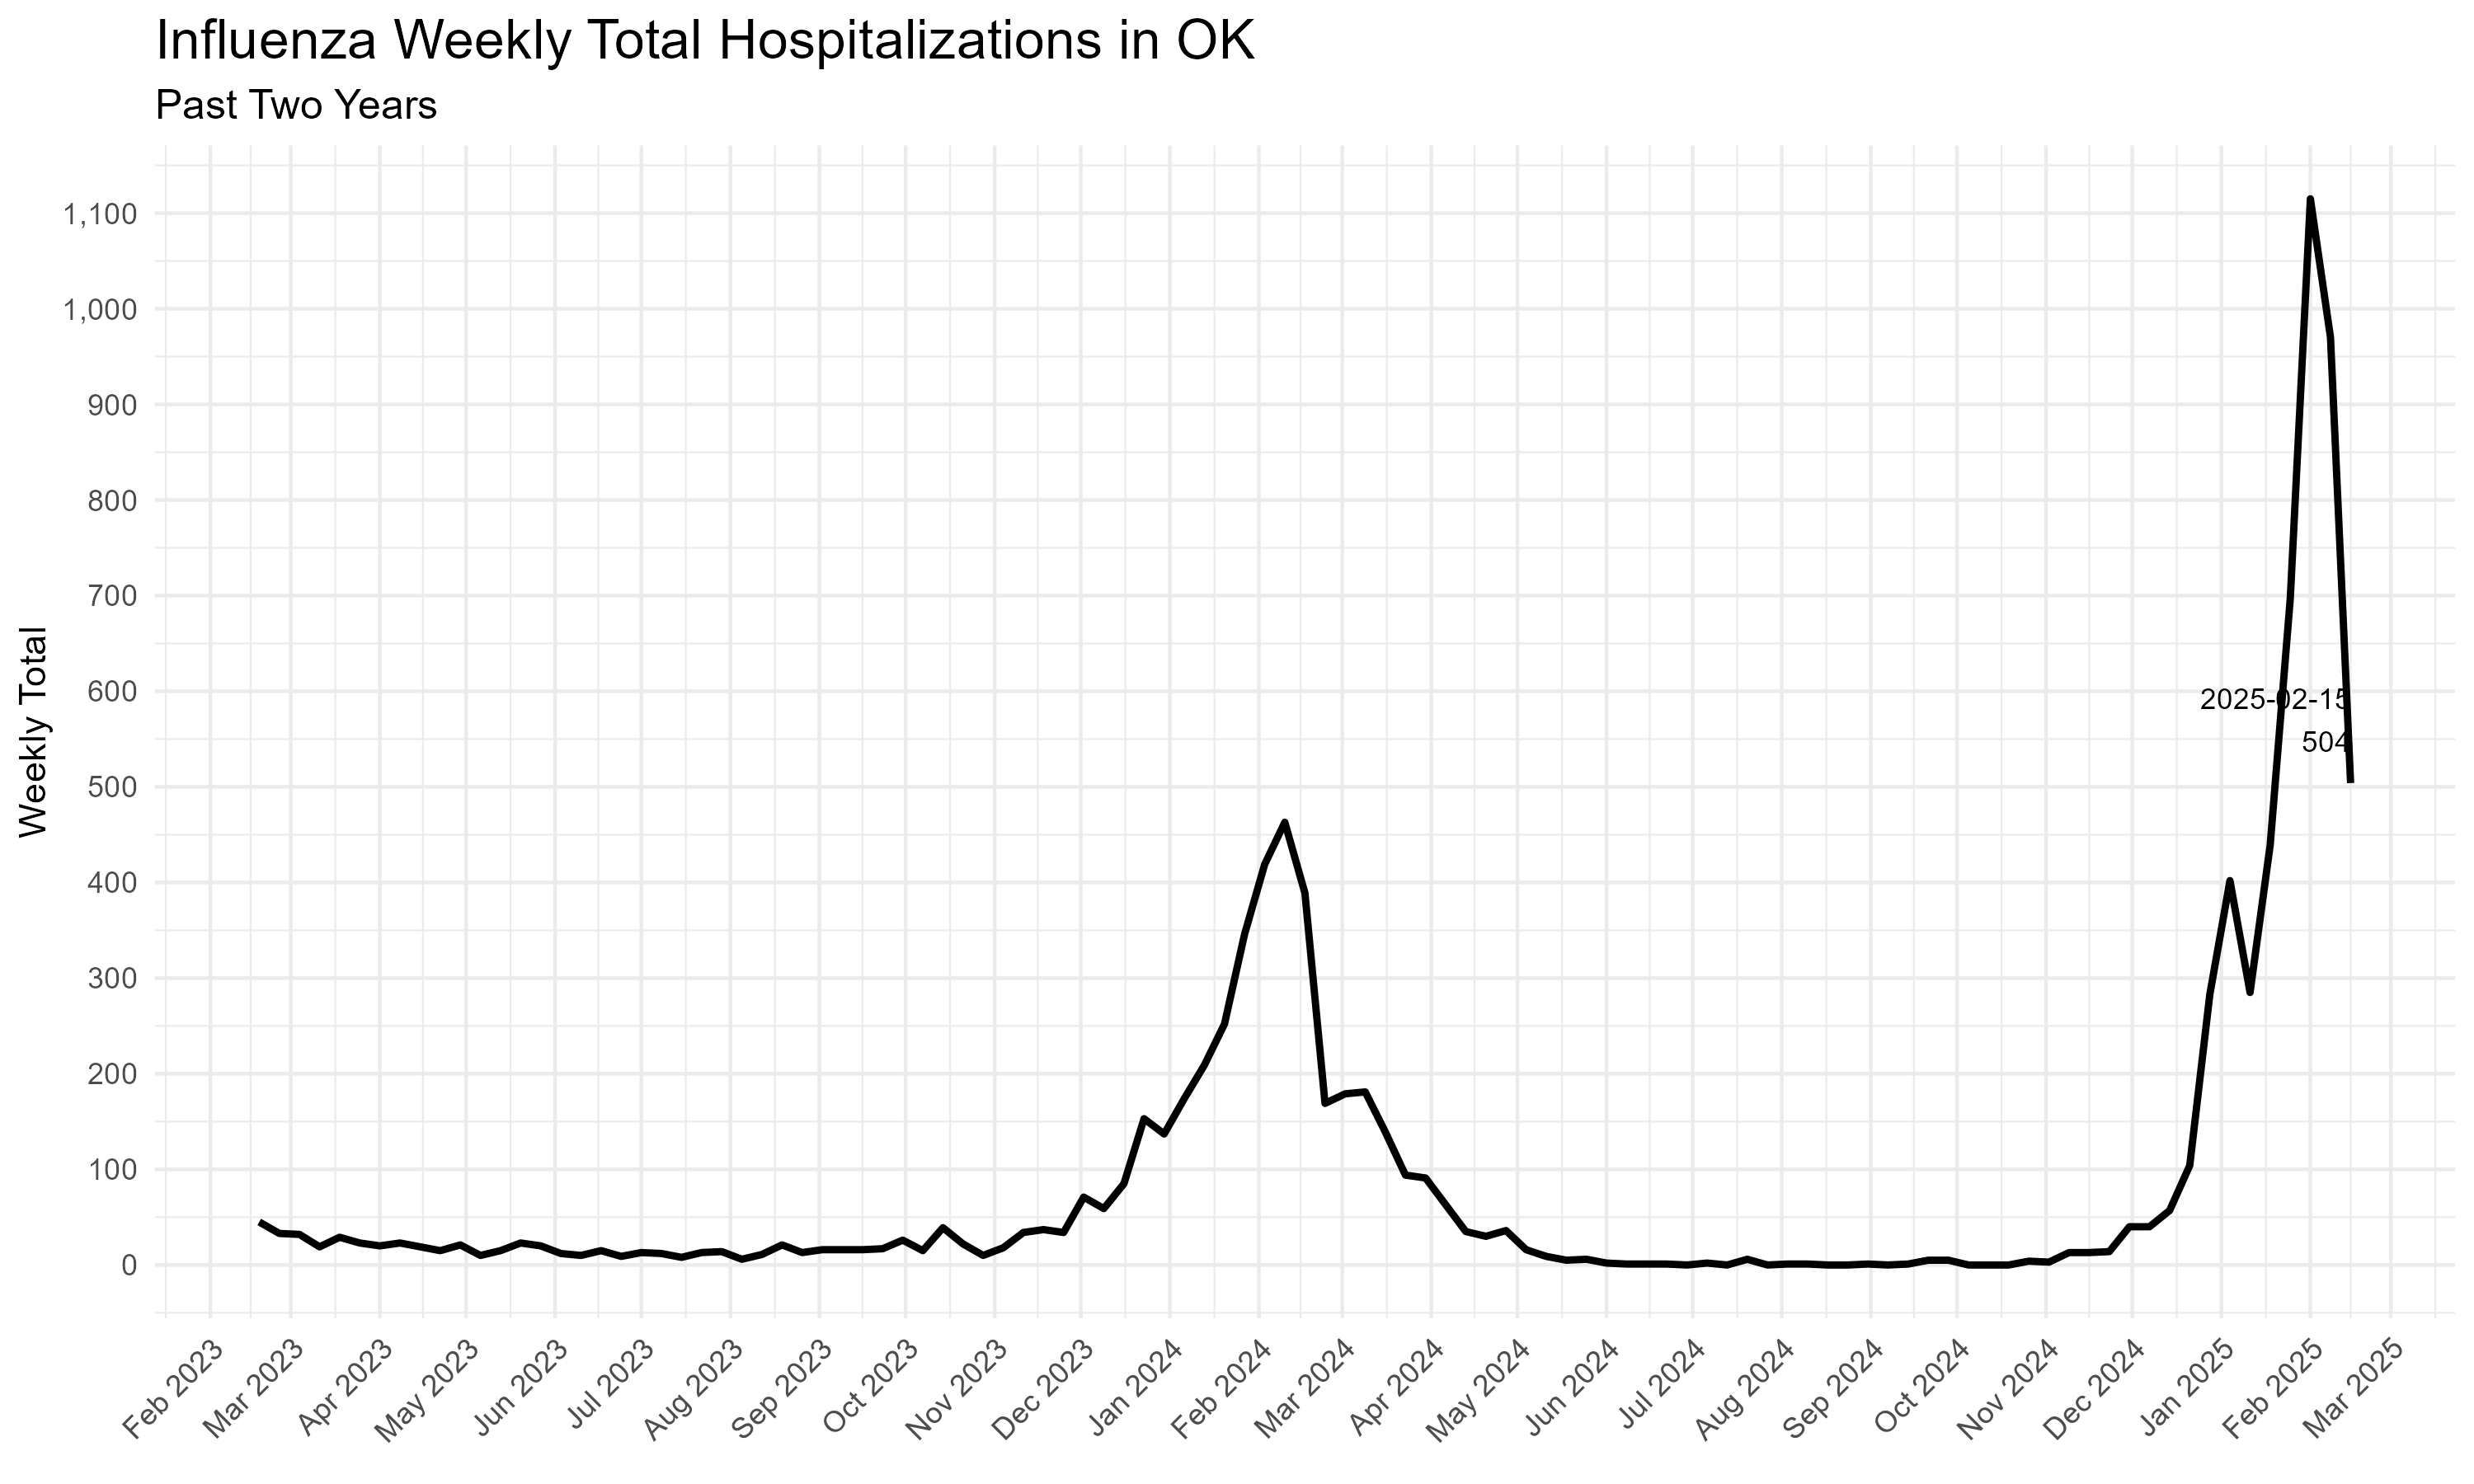 Influenza Weekly Total Hospitalizations in OK
Past Two Years
Weekly Total
1,100
1,000
900
800
700
600
500
400
300
200
100
0
2025-02-15
504
Feb 2023
Mar 2023
Apr 2023
May 2023
Jun 2023
Jul 2023
Aug 2023
Sep 2023
Oct 2023
Nov 2023
Dec 2023
Jan 2024
Feb 2024
Mar 2024
Apr 2024
May 2024
Jun 2024
Jul 2024
Aug 2024
Sep 2024
Oct 2024
Nov 2024
Dec 2024
Jan 2025
Feb 2025
Mar 2025